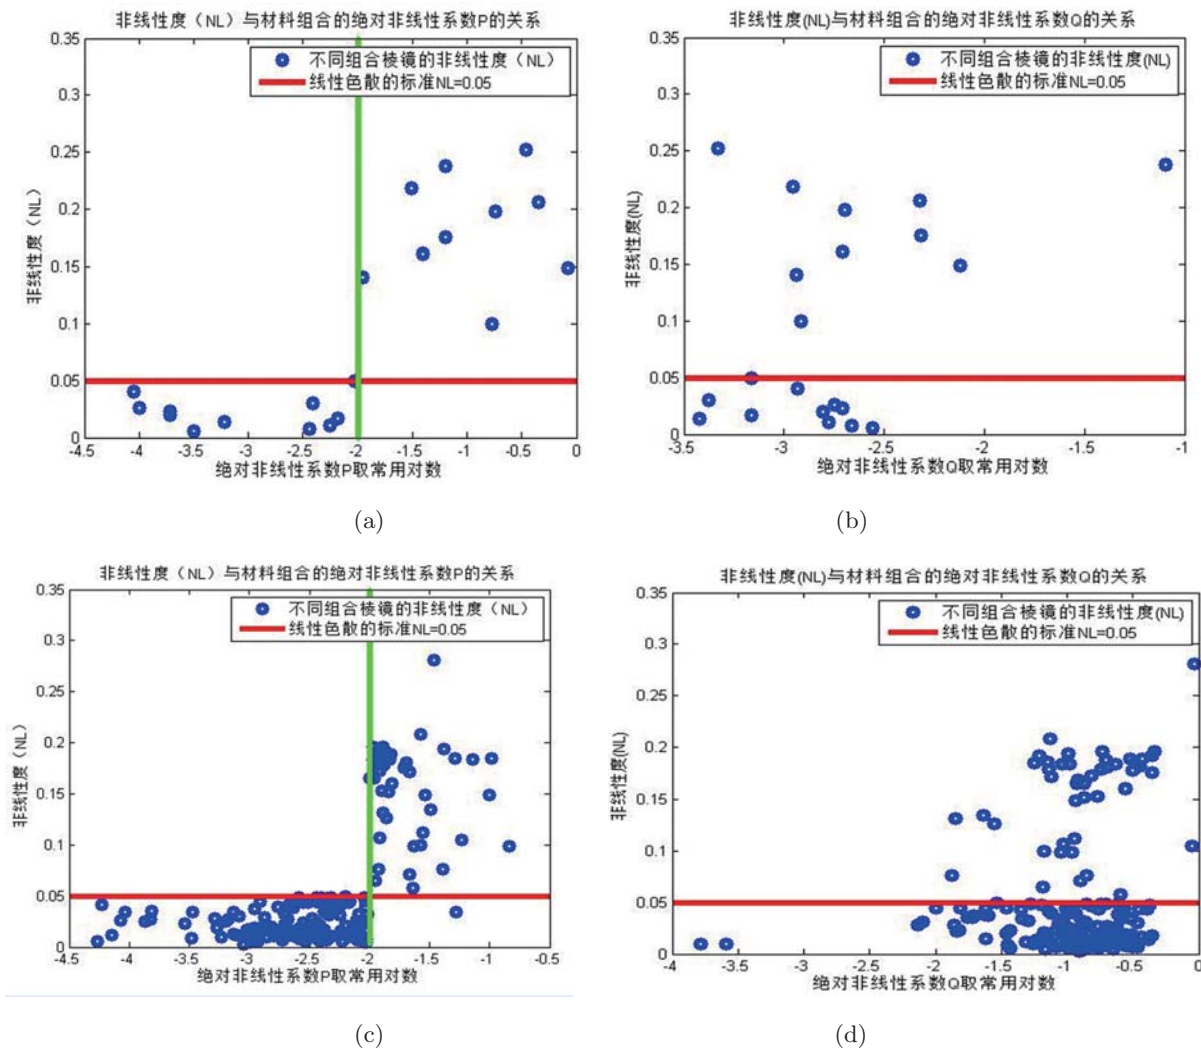 非线性度（NL）与材料组合的绝对非线性系数P的关系
0.35
0.3
0.25
0.2
0.15
0.1
0.05
0
非线性度（NL）
不同组合棱镜的非线性度（NL）
线性色散的标准NL=0.05
-4.5 -4 -3.5 -3 -2.5 -2 -1.5 -1 -0.5 0
绝对非线性系数P取常用对数
(a)
非线性度(NL)与材料组合的绝对非线性系数Q的关系
0.35
0.3
0.25
0.2
0.15
0.1
0.05
0
非线性度(NL)
不同组合棱镜的非线性度(NL)
线性色散的标准NL=0.05
-3.5 -3 -2.5 -2 -1.5 -1
绝对非线性系数Q取常用对数
(b)
非线性度（NL）与材料组合的绝对非线性系数P的关系
0.35
0.3
0.25
0.2
0.15
0.1
0.05
0
非线性度（NL）
不同组合棱镜的非线性度（NL）
线性色散的标准NL=0.05
-4.5 -4 -3.5 -3 -2.5 -2 -1.5 -1 -0.5
绝对非线性系数P取常用对数
(c)
非线性度(NL)与材料组合的绝对非线性系数Q的关系
0.35
0.3
0.25
0.2
0.15
0.1
0.05
0
非线性度(NL)
不同组合棱镜的非线性度(NL)
线性色散的标准NL=0.05
-4 -3.5 -3 -2.5 -2 -1.5 -1 -0.5 0
绝对非线性系数Q取常用对数
(d)